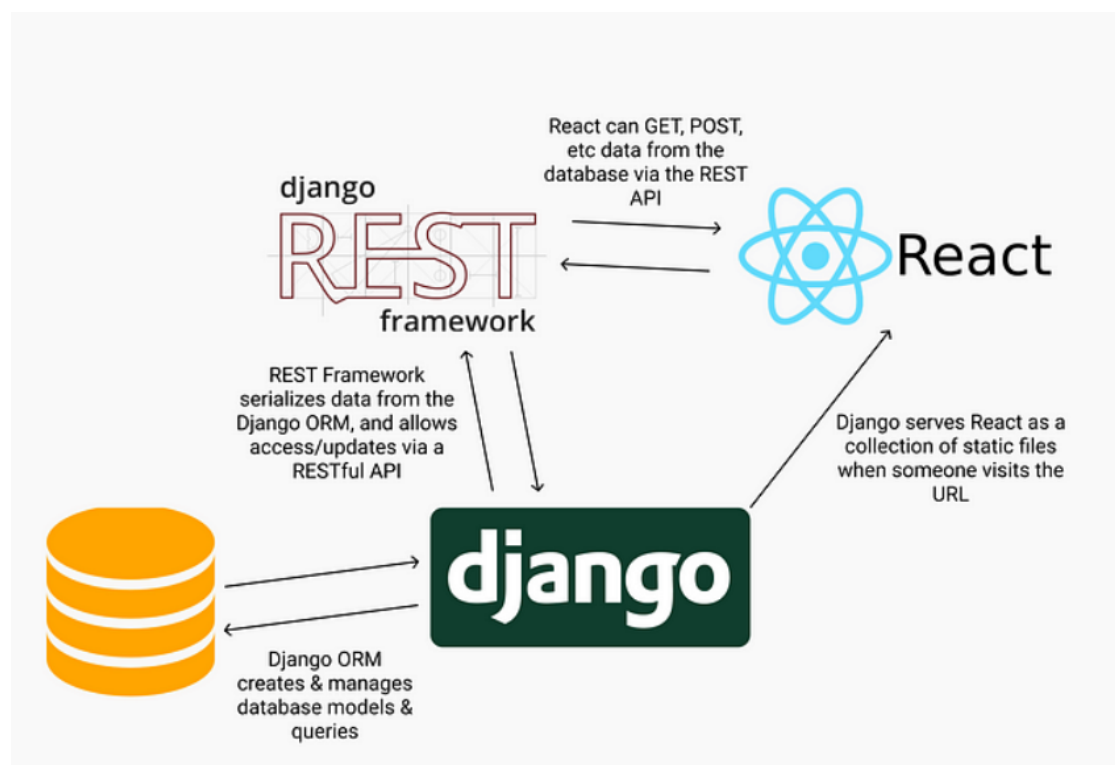 React can GET, POST,
etc data from the
database via the REST
API
django
REST
framework
React
REST Framework
serializes data from the
Django ORM, and allows
access/updates via a
RESTful API
Django serves React as a
collection of static files
when someone visits the
URL
django
Django ORM
creates & manages
database models &
queries